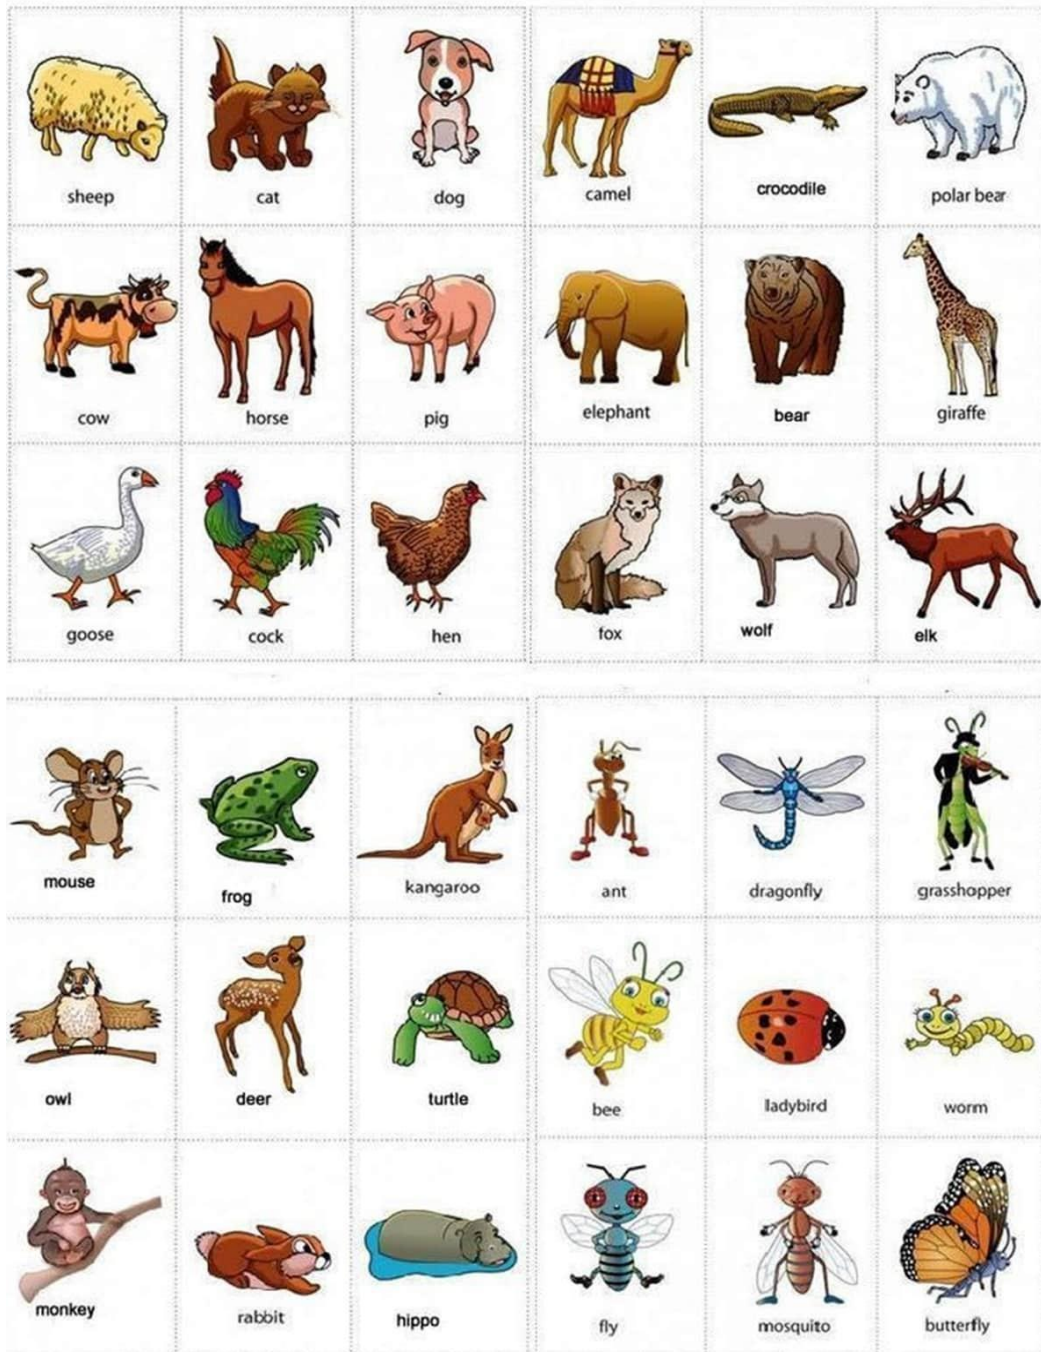 sheep cat dog camel crocodile polar bear
cow horse pig elephant bear giraffe
goose cock hen fox wolf elk
mouse frog kangaroo ant dragonfly grasshopper
owl deer turtle bee ladybird worm
monkey rabbit hippo fly mosquito butterfly